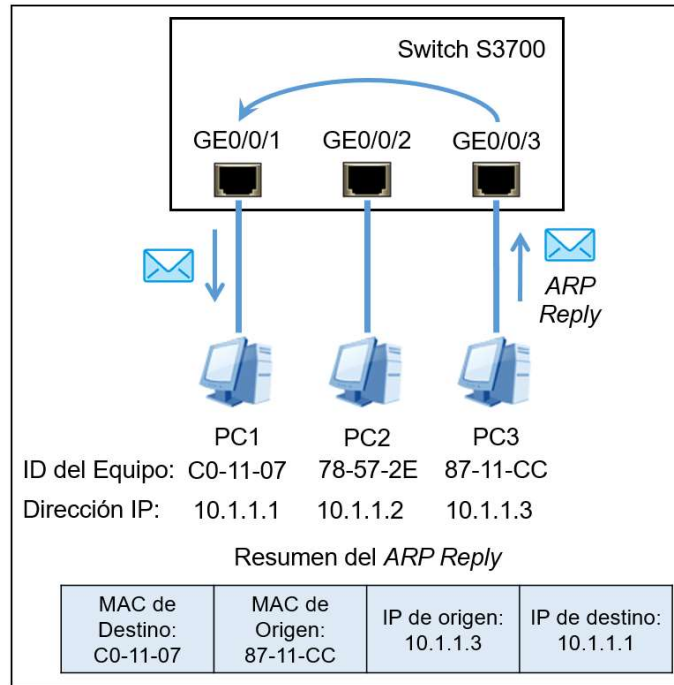 Switch S3700
GE0/0/1 GE0/0/2 GE0/0/3
ARP
Reply
PC1 PC2 PC3
ID del Equipo: C0-11-07 78-57-2E 87-11-CC
Dirección IP: 10.1.1.1 10.1.1.2 10.1.1.3
Resumen del ARP Reply
MAC de
Destino:
C0-11-07
MAC de
Origen:
87-11-CC
IP de origen:
10.1.1.3
IP de destino:
10.1.1.1